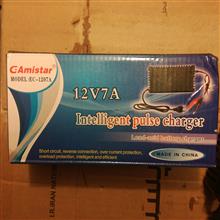 Amistar
MODEL :EC-1207A
12V7A
Intelligent pulse charger
Lead-acid battery charger
Short circuit, reverse connection, over current protection,
overload protection, intelligent and efficient
MADE IN CHINA